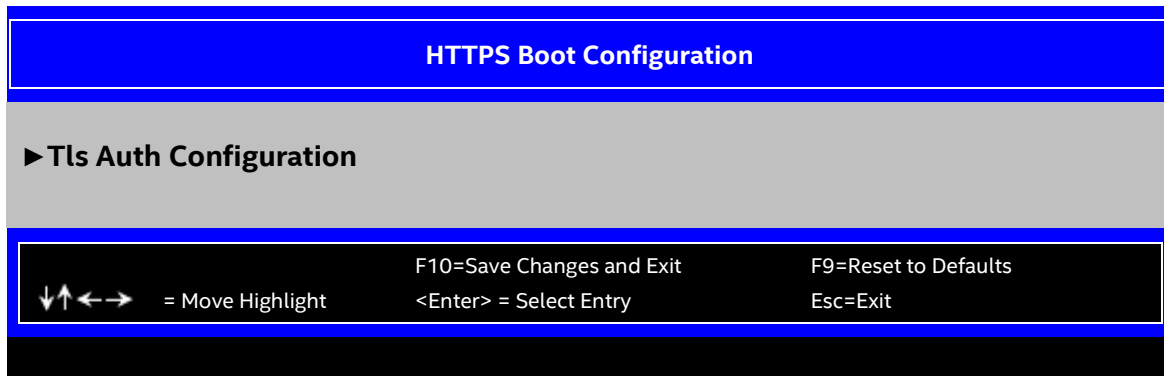 HTTPS Boot Configuration
►Tls Auth Configuration
F10=Save Changes and Exit F9=Reset to Defaults
↓↑←→ = Move Highlight <Enter> = Select Entry Esc=Exit